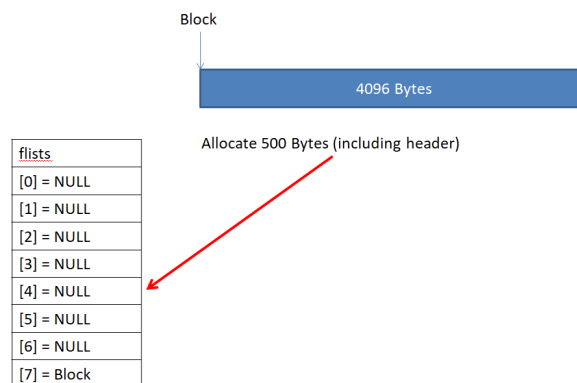 Block
4096 Bytes
Allocate 500 Bytes (including header)
flists
[0] = NULL
[1] = NULL
[2] = NULL
[3] = NULL
[4] = NULL
[5] = NULL
[6] = NULL
[7] = Block